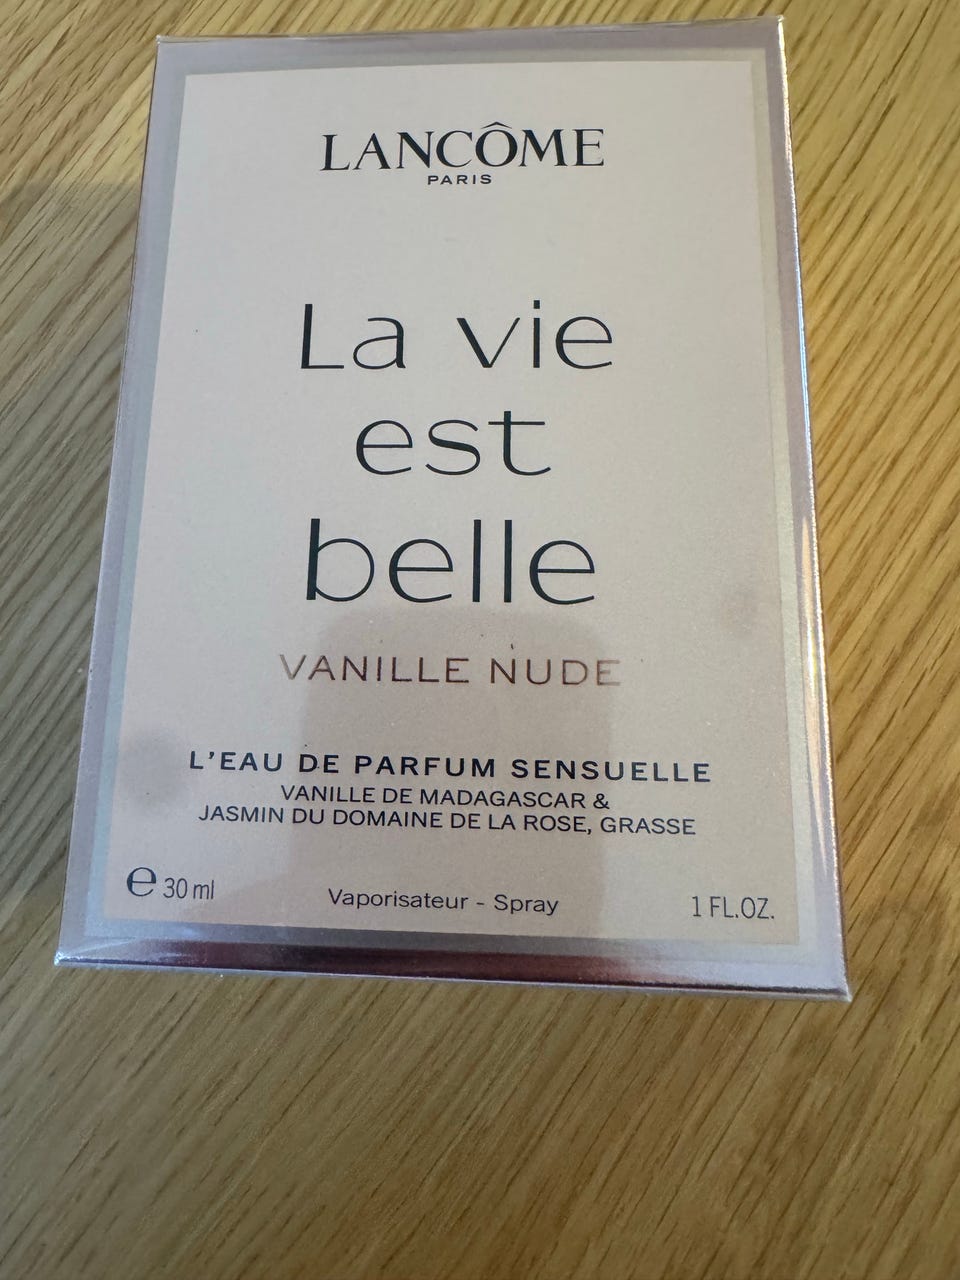 LANCÔME
PARIS
La vie
est
belle
VANILLE NUDE
L'EAU DE PARFUM SENSUELLE
VANILLE DE MADAGASCAR &
JASMIN DU DOMAINE DE LA ROSE, GRASSE
℮ 30 ml Vaporisateur - Spray 1 FL.OZ.